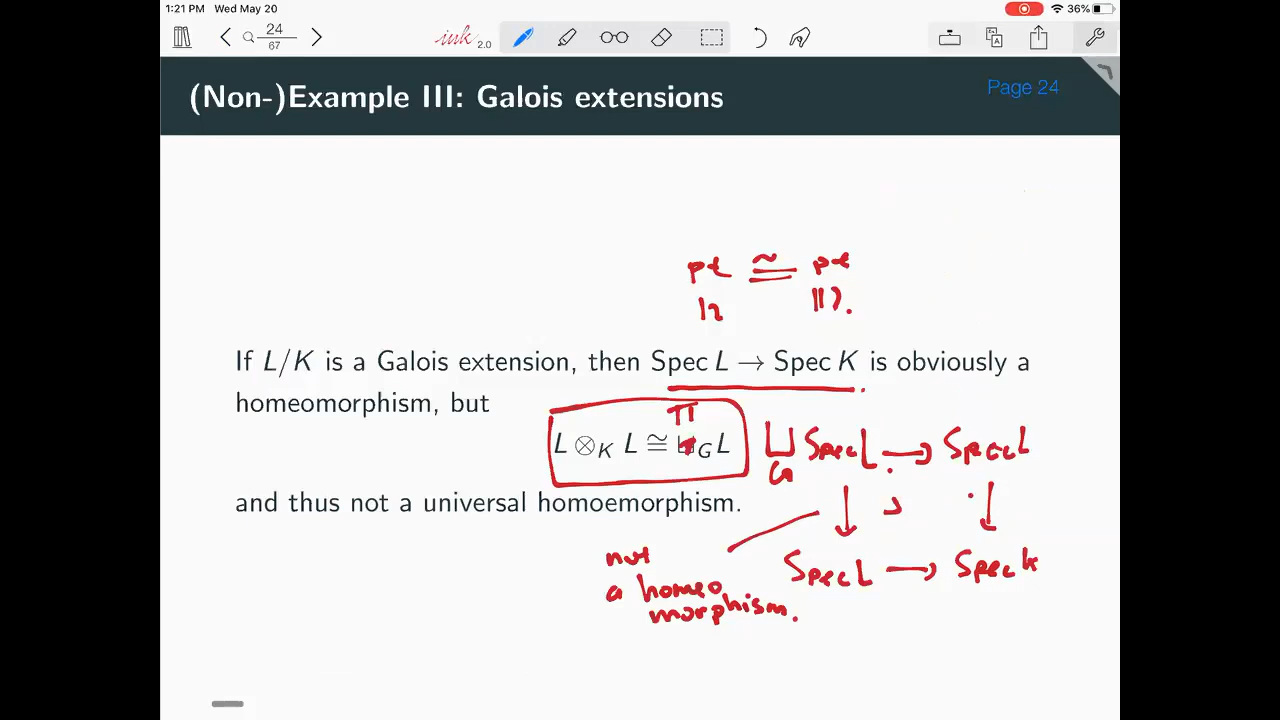 1:21 PM Wed May 20
36%
24
67
ink 2.0
(Non-)Example III: Galois extensions
Page 24
pt ≅ pt
If L/K is a Galois extension, then Spec L → Spec K is obviously a
homeomorphism, but
π
L ⊗K L ≅ G L
⊔ Spec L → Spec L
G
and thus not a universal homoemorphism.
not
a homeo
morphism.
Spec L → Spec K